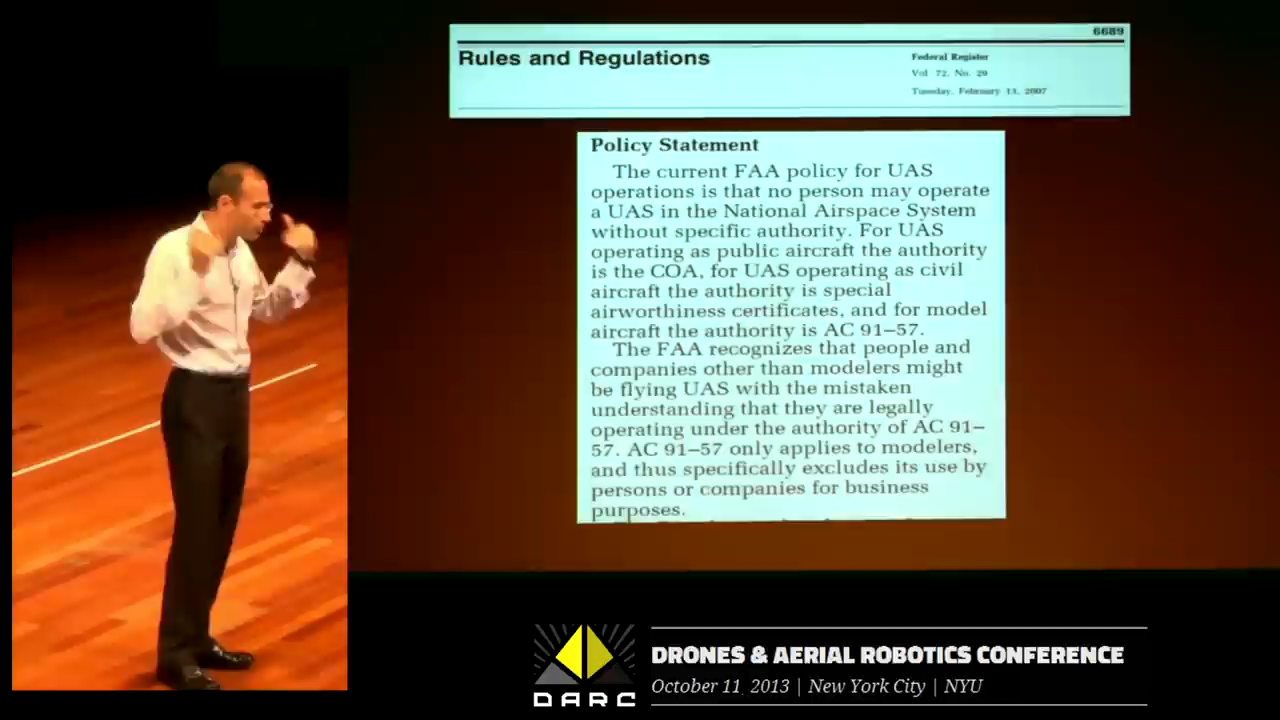 6689
Rules and Regulations
Federal Register
Vol. 72, No. 29
Tuesday, February 13, 2007
Policy Statement
The current FAA policy for UAS
operations is that no person may operate
a UAS in the National Airspace System
without specific authority. For UAS
operating as public aircraft the authority
is the COA, for UAS operating as civil
aircraft the authority is special
airworthiness certificates, and for model
aircraft the authority is AC 91–57.
The FAA recognizes that people and
companies other than modelers might
be flying UAS with the mistaken
understanding that they are legally
operating under the authority of AC 91–
57. AC 91–57 only applies to modelers,
and thus specifically excludes its use by
persons or companies for business
purposes.
DRONES & AERIAL ROBOTICS CONFERENCE
October 11, 2013 | New York City | NYU
DARC